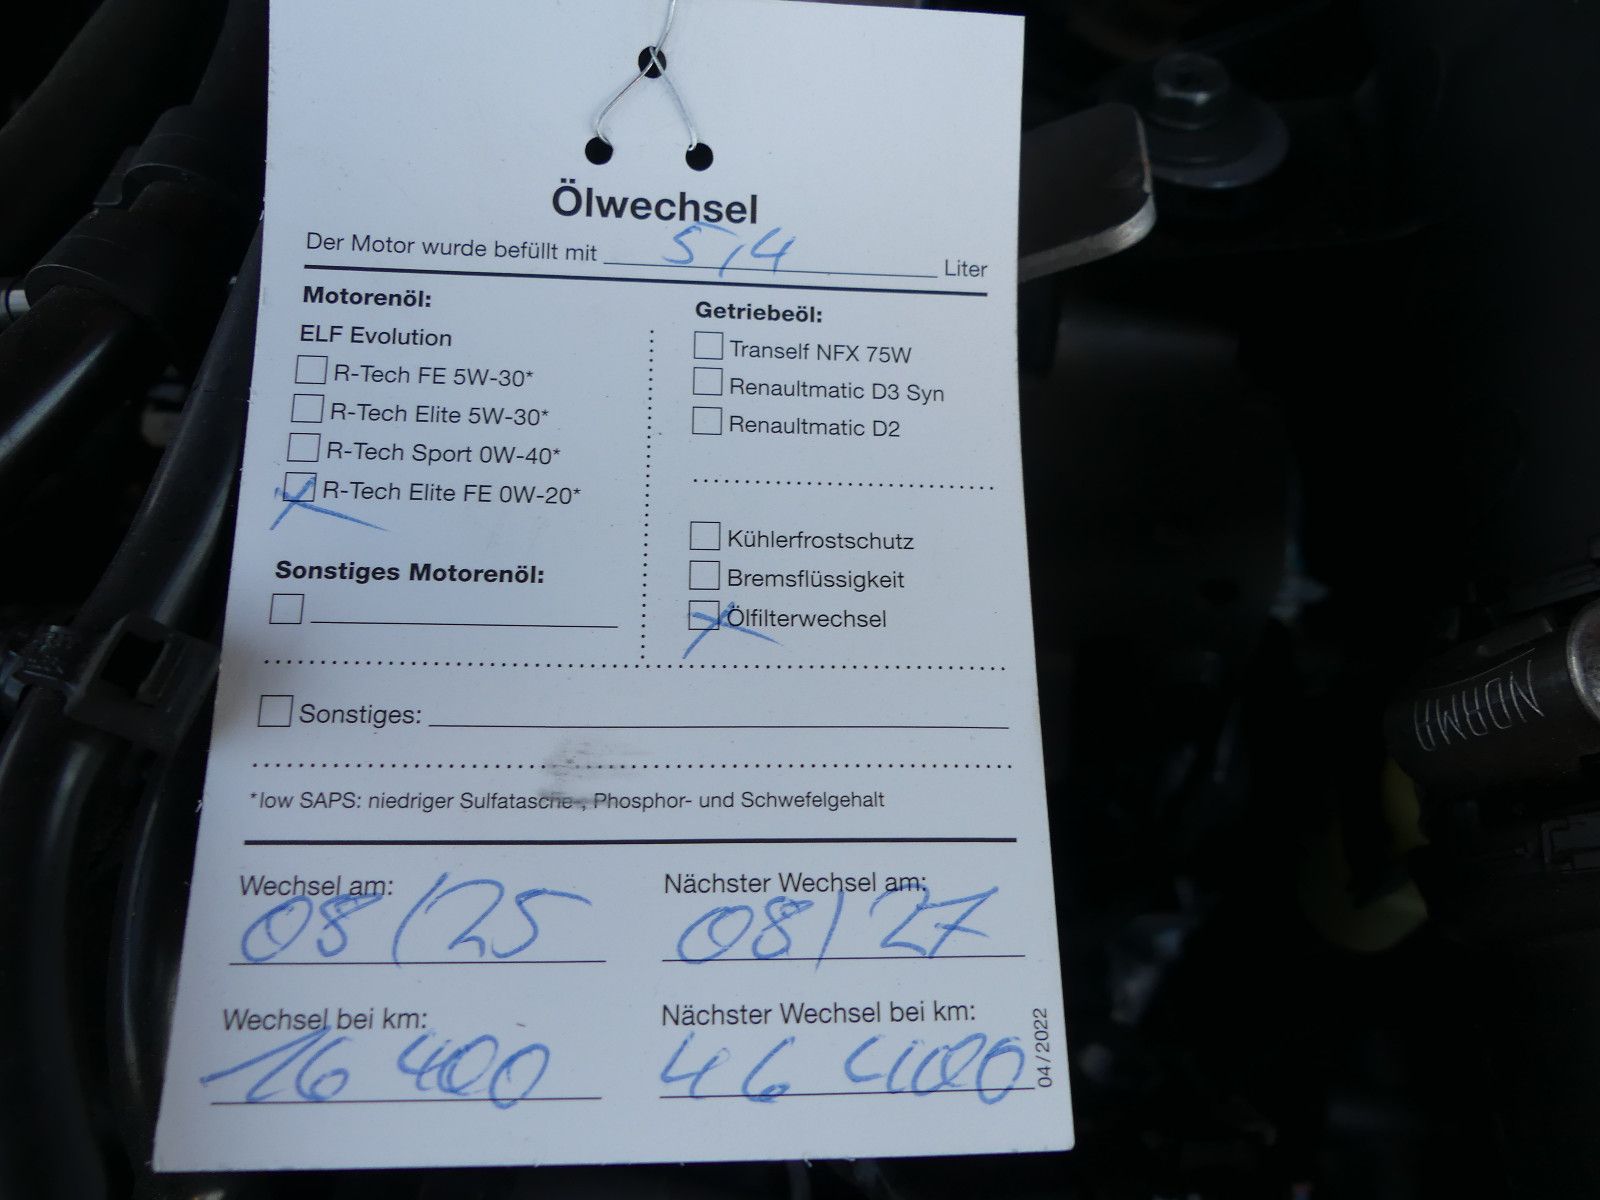 Ölwechsel
Der Motor wurde befüllt mit 5,4 Liter
Motorenöl:
ELF Evolution
R-Tech FE 5W-30*
R-Tech Elite 5W-30*
R-Tech Sport 0W-40*
R-Tech Elite FE 0W-20*
Sonstiges Motorenöl:
Getriebeöl:
Tranself NFX 75W
Renaultmatic D3 Syn
Renaultmatic D2
Kühlerfrostschutz
Bremsflüssigkeit
Ölfilterwechsel
Sonstiges:
*low SAPS: niedriger Sulfatasche-, Phosphor- und Schwefelgehalt
Wechsel am:
08/25
Nächster Wechsel am:
08/27
Wechsel bei km:
16 400
Nächster Wechsel bei km:
46 400
04/2022
NORMA